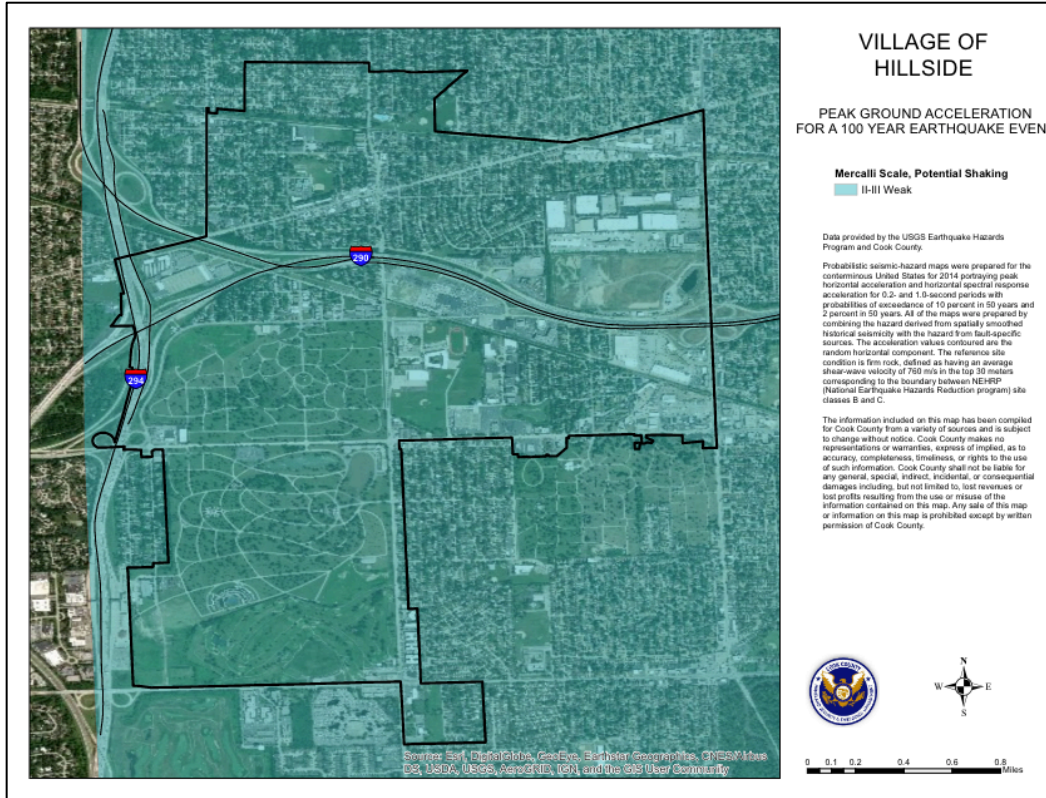 VILLAGE OF
HILLSIDE
PEAK GROUND ACCELERATION
FOR A 100 YEAR EARTHQUAKE EVEN
Mercalli Scale, Potential Shaking
II-III Weak
Data provided by the USGS Earthquake Hazards
Program and Cook County.
Probabilistic seismic-hazard maps were prepared for the
conterminous United States for 2014 portraying peak
horizontal acceleration and horizontal spectral response
acceleration for 0.2- and 1.0-second periods with
probabilities of exceedance of 10 percent in 50 years and
2 percent in 50 years. All of the maps were prepared by
combining the hazard derived from spatially smoothed
historical seismicity with the hazard from fault-specific
sources. The acceleration values contoured are the
random horizontal component. The reference site
condition is firm rock, defined as having an average
shear-wave velocity of 760 m/s in the top 30 meters
corresponding to the boundary between NEHRP
(National Earthquake Hazards Reduction program) site
classes B and C.
The information included on this map has been compiled
for Cook County from a variety of sources and is subject
to change without notice. Cook County makes no
representations or warranties, express of implied, as to
accuracy, completeness, timeliness, or rights to the use
of such information. Cook County shall not be liable for
any general, special, indirect, incidental, or consequential
damages including, but not limited to, lost revenues or
lost profits resulting from the use or misuse of the
information contained on this map. Any sale of this map
or information on this map is prohibited except by written
permission of Cook County.
290
294
COOK COUNTY
N
W E
S
0 0.1 0.2 0.4 0.6 0.8
Miles
Source: Esri, DigitalGlobe, GeoEye, Earthstar Geographics, CNES/Airbus
DS, USDA, USGS, AeroGRID, IGN, and the GIS User Community